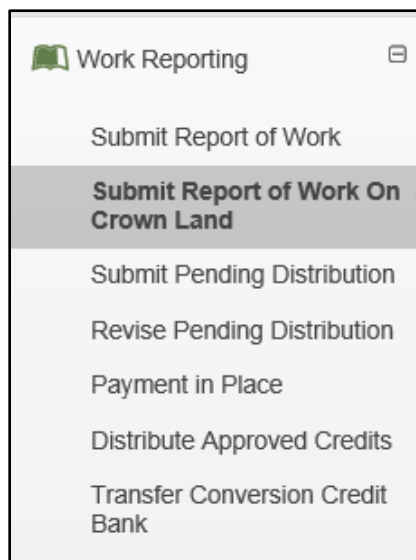 Work Reporting
Submit Report of Work
Submit Report of Work On
Crown Land
Submit Pending Distribution
Revise Pending Distribution
Payment in Place
Distribute Approved Credits
Transfer Conversion Credit
Bank